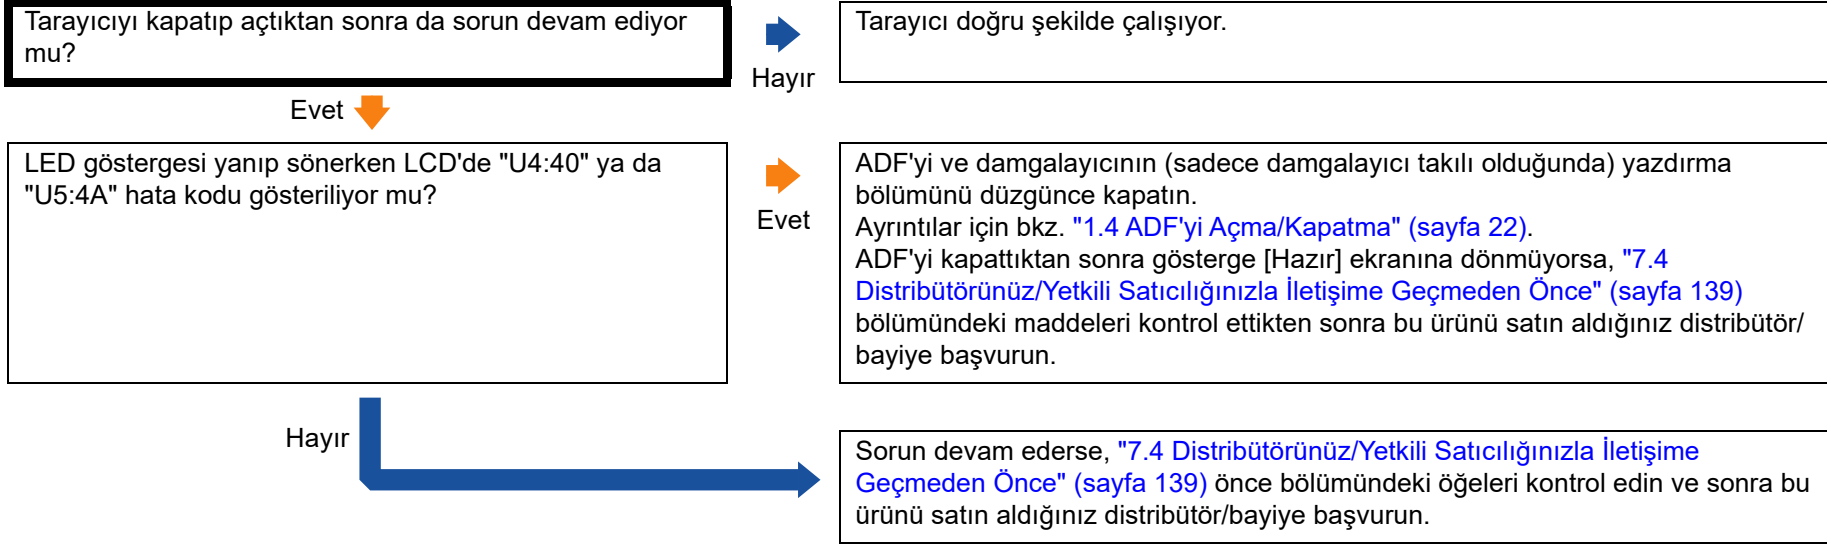 Tarayıcıyı kapatıp açtıktan sonra da sorun devam ediyor
mu?
Hayır
Tarayıcı doğru şekilde çalışıyor.
Evet
LED göstergesi yanıp sönerken LCD'de "U4:40" ya da
"U5:4A" hata kodu gösteriliyor mu?
Evet
ADF'yi ve damgalayıcının (sadece damgalayıcı takılı olduğunda) yazdırma
bölümünü düzgünce kapatın.
Ayrıntılar için bkz. "1.4 ADF'yi Açma/Kapatma" (sayfa 22).
ADF'yi kapattıktan sonra gösterge [Hazır] ekranına dönmüyorsa, "7.4
Distribütörünüz/Yetkili Satıcılığınızla İletişime Geçmeden Önce" (sayfa 139)
bölümündeki maddeleri kontrol ettikten sonra bu ürünü satın aldığınız distribütör/
bayiye başvurun.
Hayır
Sorun devam ederse, "7.4 Distribütörünüz/Yetkili Satıcılığınızla İletişime
Geçmeden Önce" (sayfa 139) önce bölümündeki öğeleri kontrol edin ve sonra bu
ürünü satın aldığınız distribütör/bayiye başvurun.